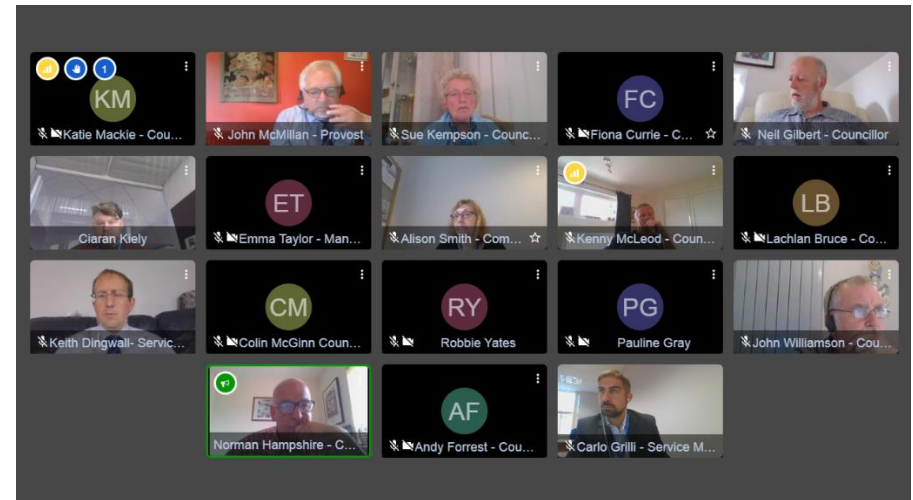 1
KM
Katie Mackie - Cou...
John McMillan - Provost
Sue Kempson - Counc...
FC
Fiona Currie - C...
Neil Gilbert - Councillor
Ciaran Kiely
ET
Emma Taylor - Man...
Alison Smith - Com...
Kenny McLeod - Coun...
LB
Lachlan Bruce - Co...
Keith Dingwall- Servic...
CM
Colin McGinn Coun...
RY
Robbie Yates
PG
Pauline Gray
John Williamson - Cou...
Norman Hampshire - C...
AF
Andy Forrest - Cou...
Carlo Grilli - Service M...